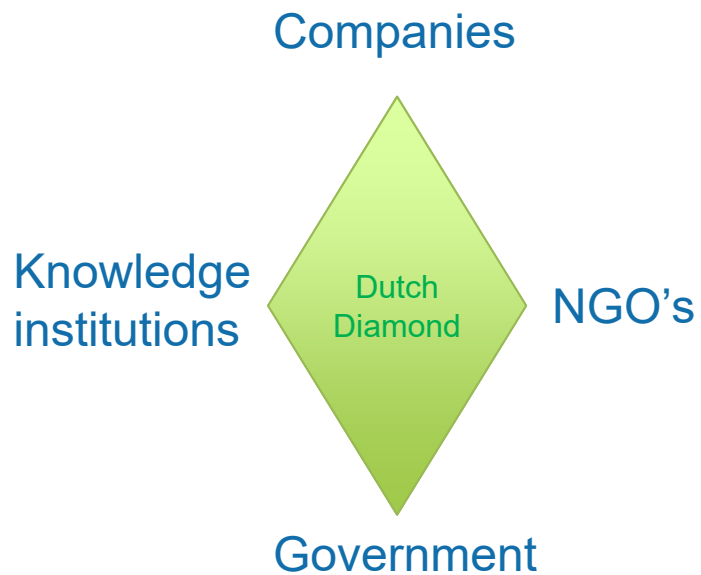 Companies
Knowledge
institutions
Dutch
Diamond
NGO’s
Government